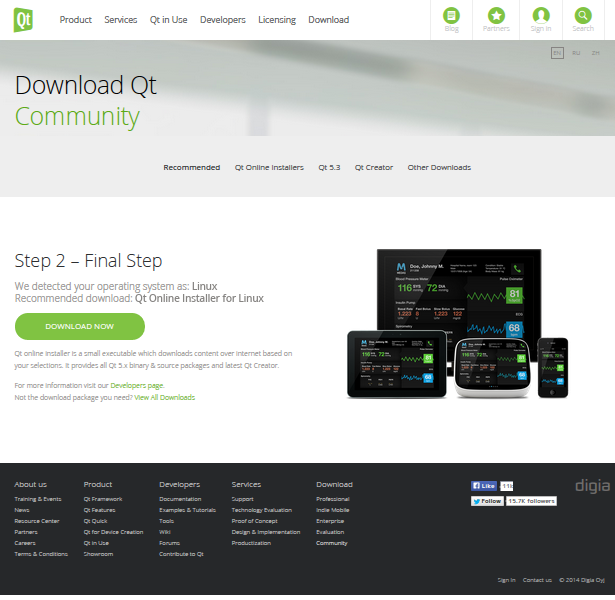 Qt
Product Services Qt in Use Developers Licensing Download
Blog Partners Sign In Search
EN RU ZH
Download Qt
Community
Recommended Qt Online Installers Qt 5.3 Qt Creator Other Downloads
Step 2 – Final Step
We detected your operating system as: Linux
Recommended download: Qt Online Installer for Linux
DOWNLOAD NOW
Qt online installer is a small executable which downloads content over internet based on
your selections. It provides all Qt 5.x binary & source packages and latest Qt Creator.
For more information visit our Developers page.
Not the download package you need? View All Downloads
Doe, Johnny M.
116 72
81
68
About us
Training & Events
News
Resource Center
Partners
Careers
Terms & Conditions
Product
Qt Framework
Qt Features
Qt Quick
Qt for Device Creation
Qt in Use
Showroom
Developers
Documentation
Examples & Tutorials
Tools
Wiki
Forums
Contribute to Qt
Services
Support
Technology Evaluation
Proof of Concept
Design & Implementation
Productization
Download
Professional
Indie Mobile
Enterprise
Evaluation
Community
Like
Follow 15.7K followers
digia
Sign In Contact us © 2014 Digia Oyj